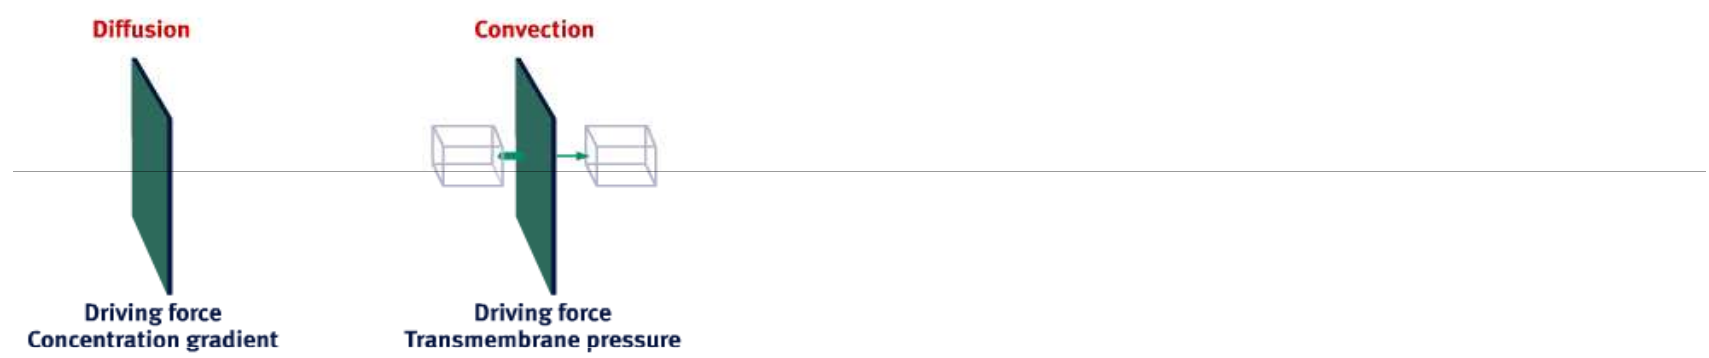 Diffusion
Convection
Driving force
Concentration gradient
Driving force
Transmembrane pressure